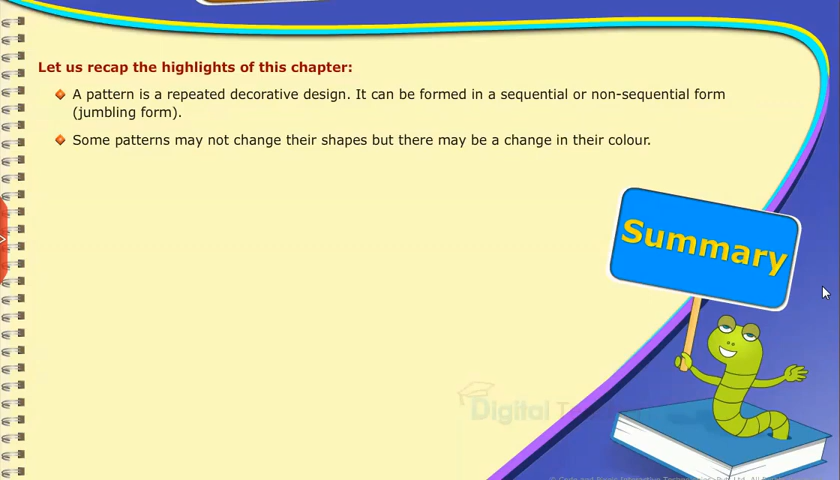 Let us recap the highlights of this chapter:
A pattern is a repeated decorative design. It can be formed in a sequential or non-sequential form
(jumbling form).
Some patterns may not change their shapes but there may be a change in their colour.
Summary
Digital